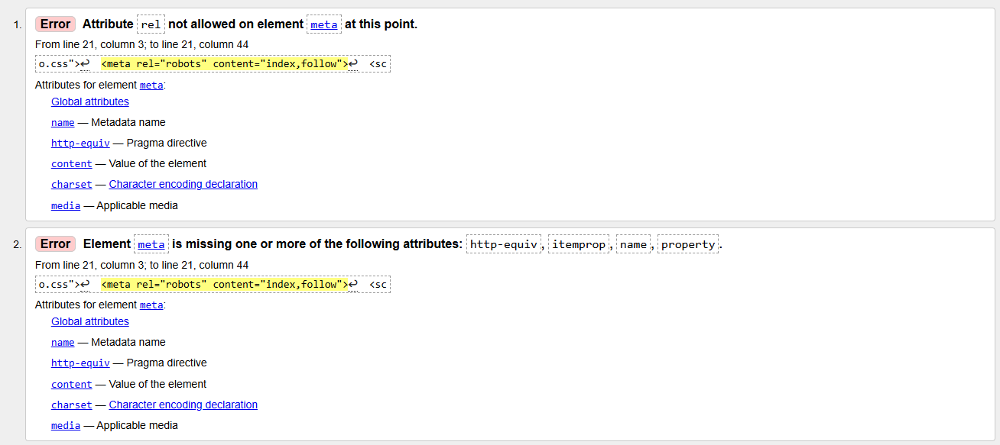 1. Error Attribute rel not allowed on element meta at this point.
From line 21, column 3; to line 21, column 44
o.css">↩ <meta rel="robots" content="index,follow">↩ <sc
Attributes for element meta:
Global attributes
name — Metadata name
http-equiv — Pragma directive
content — Value of the element
charset — Character encoding declaration
media — Applicable media
2. Error Element meta is missing one or more of the following attributes: http-equiv, itemprop, name, property.
From line 21, column 3; to line 21, column 44
o.css">↩ <meta rel="robots" content="index,follow">↩ <sc
Attributes for element meta:
Global attributes
name — Metadata name
http-equiv — Pragma directive
content — Value of the element
charset — Character encoding declaration
media — Applicable media